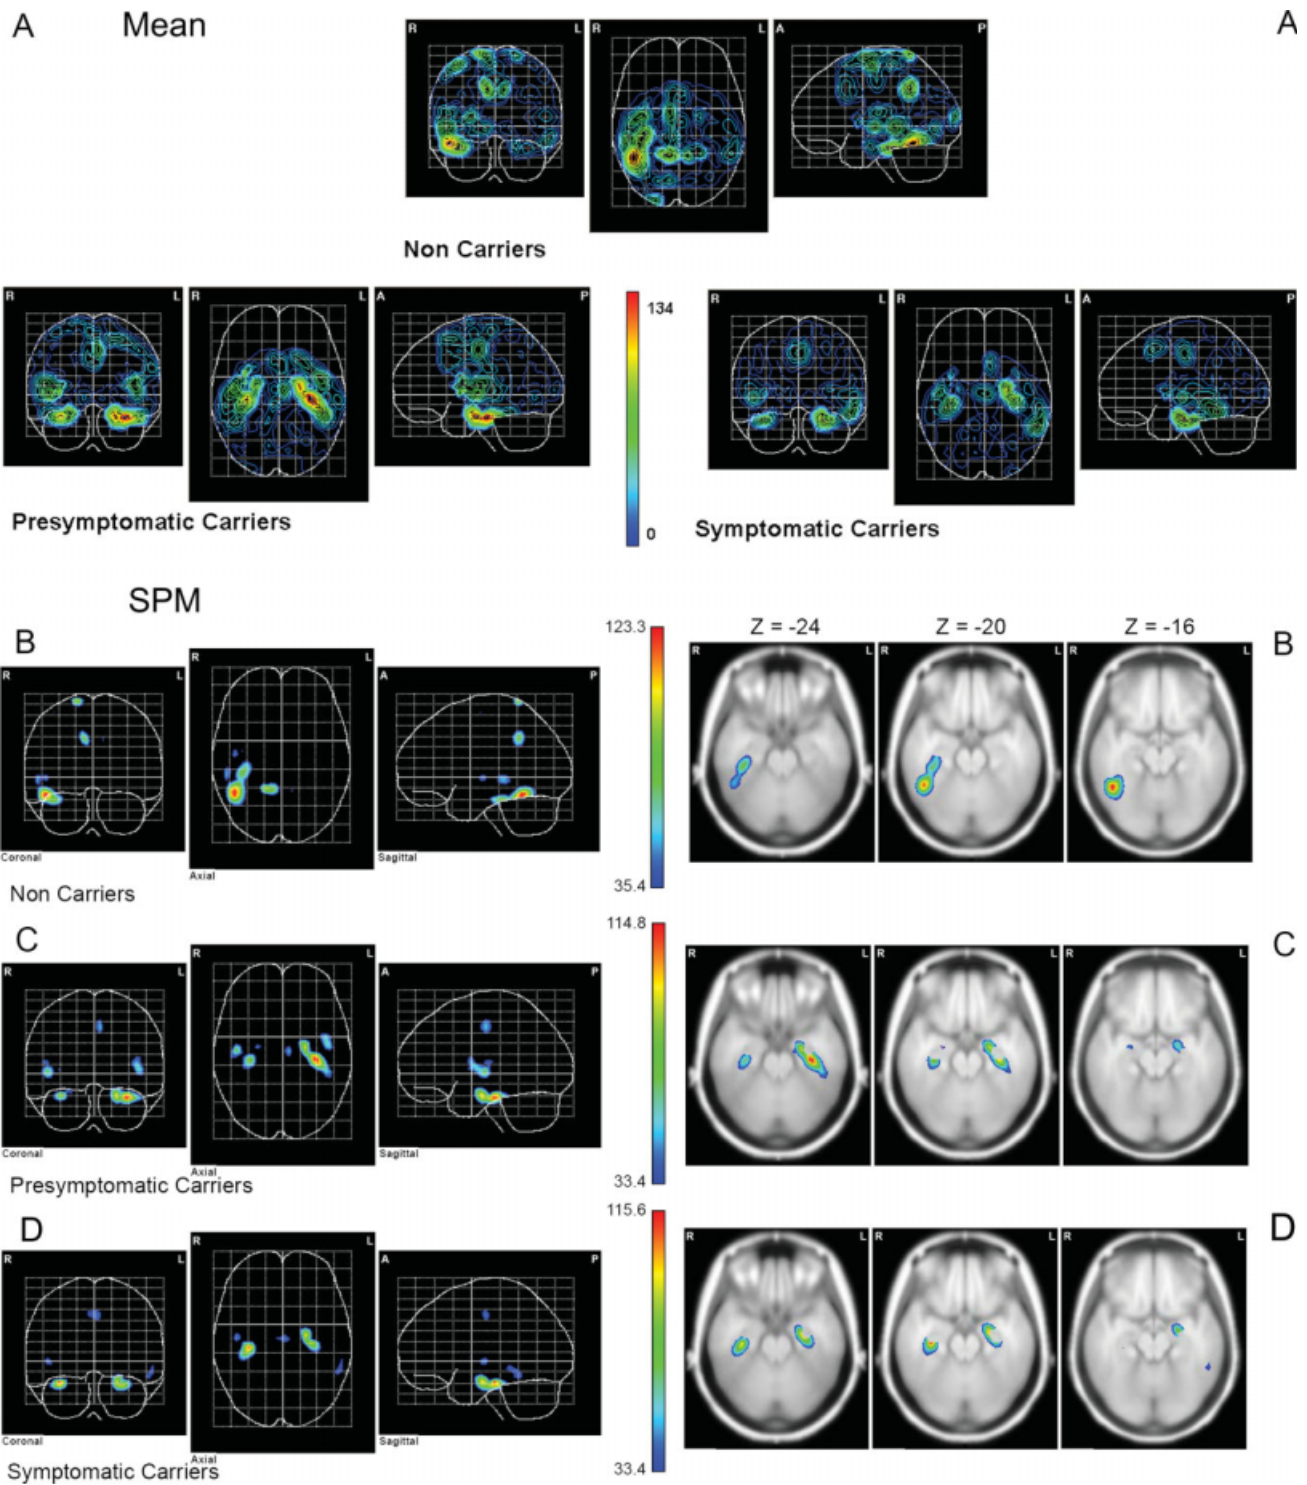 A Mean A
R L R L A P
Non Carriers
R L R L A P
134
0
R L R L A P
Presymptomatic Carriers
Symptomatic Carriers
SPM
B
R L R L A P
Coronal Axial Sagittal
Non Carriers
123.3
35.4
Z = -24 Z = -20 Z = -16
B
R L R L R L
C
R L R L A P
Coronal Axial Sagittal
Presymptomatic Carriers
114.8
33.4
C
R L R L R L
D
R L R L A P
Coronal Axial Sagittal
Symptomatic Carriers
115.6
33.4
D
R L R L R L